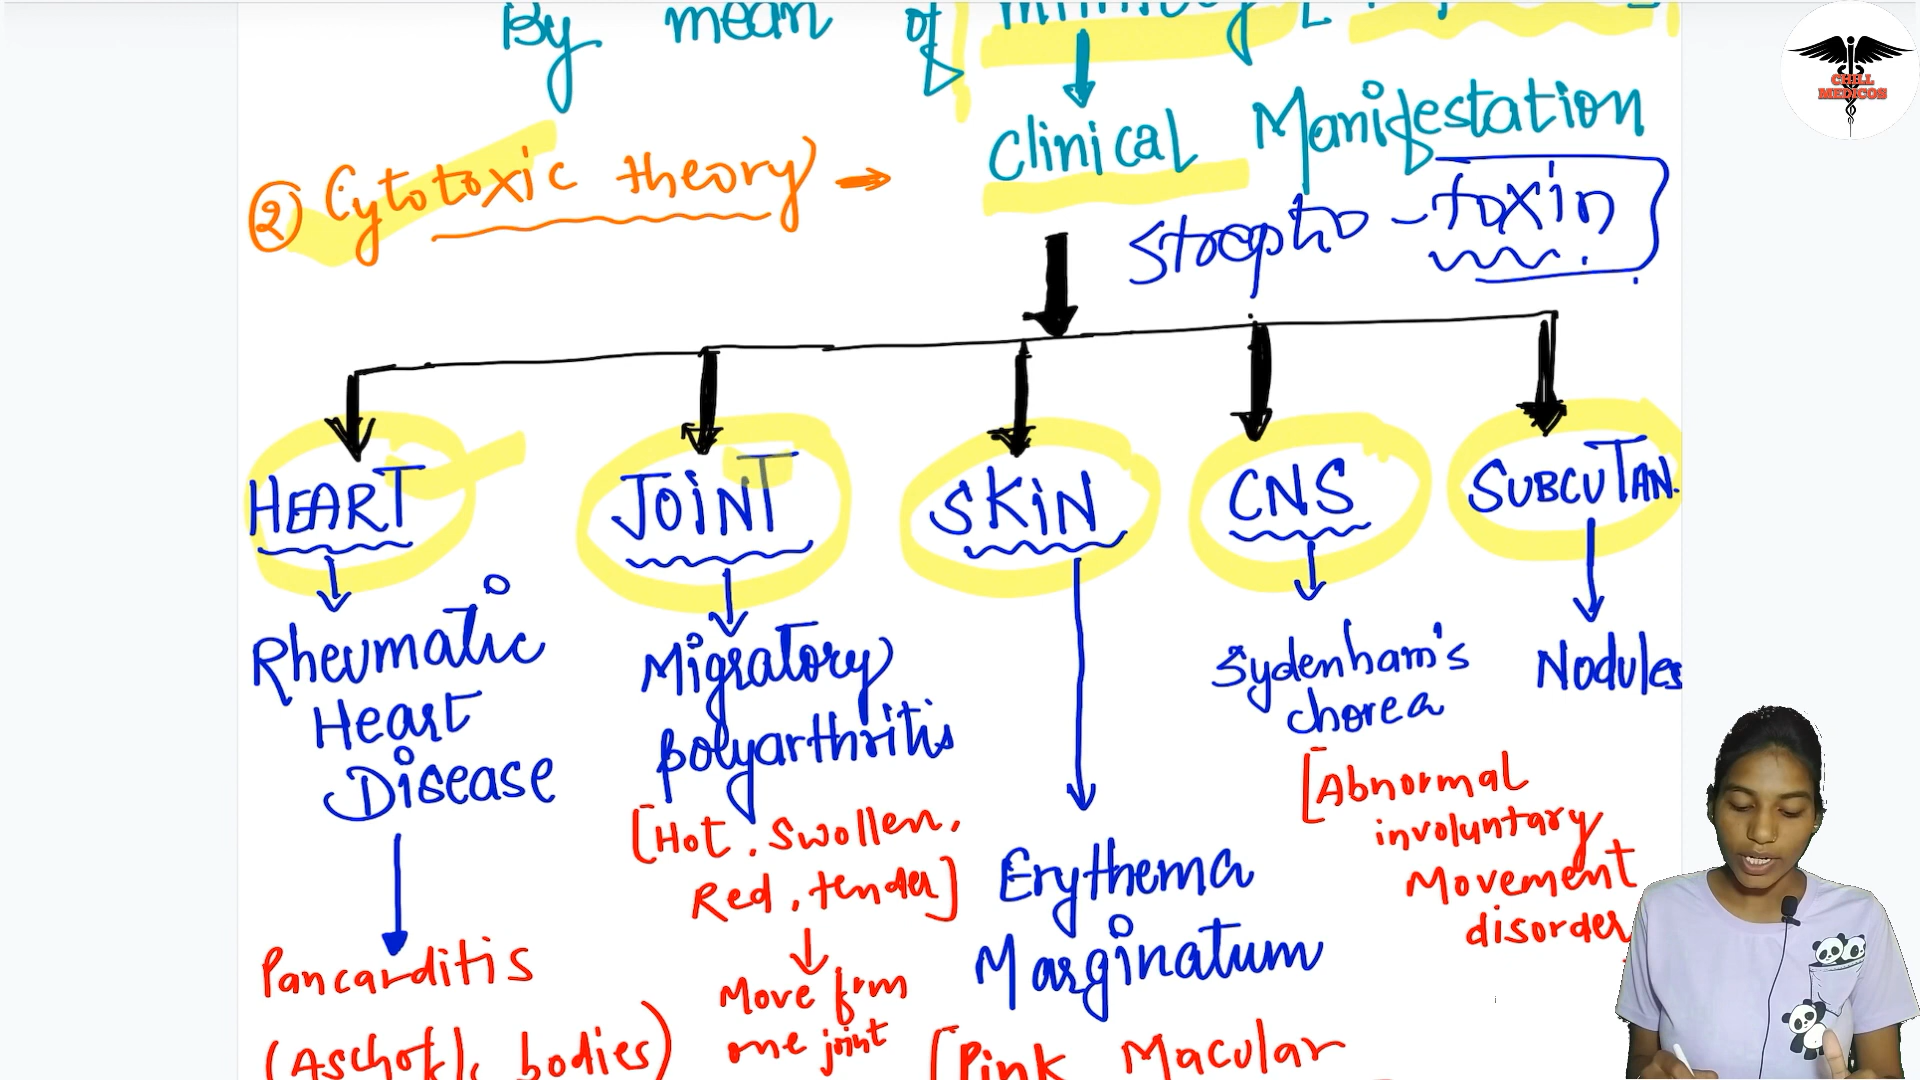 By mean of
CHILL
MEDICOS
Clinical Manifestation
② Cytotoxic theory →
Strepto - toxin
HEART
JOINT
SKIN
CNS
SUBCUTAN.
Rheumatic
Heart
Disease
Migratory
polyarthritis
Sydenham's
chorea
Nodules
[Hot, Swollen,
Red, tender]
[Abnormal
involuntary
Movement
disorder
Erythema
Marginatum
Pancarditis
(Aschoff bodies)
Move from
one joint
[Pink Macular